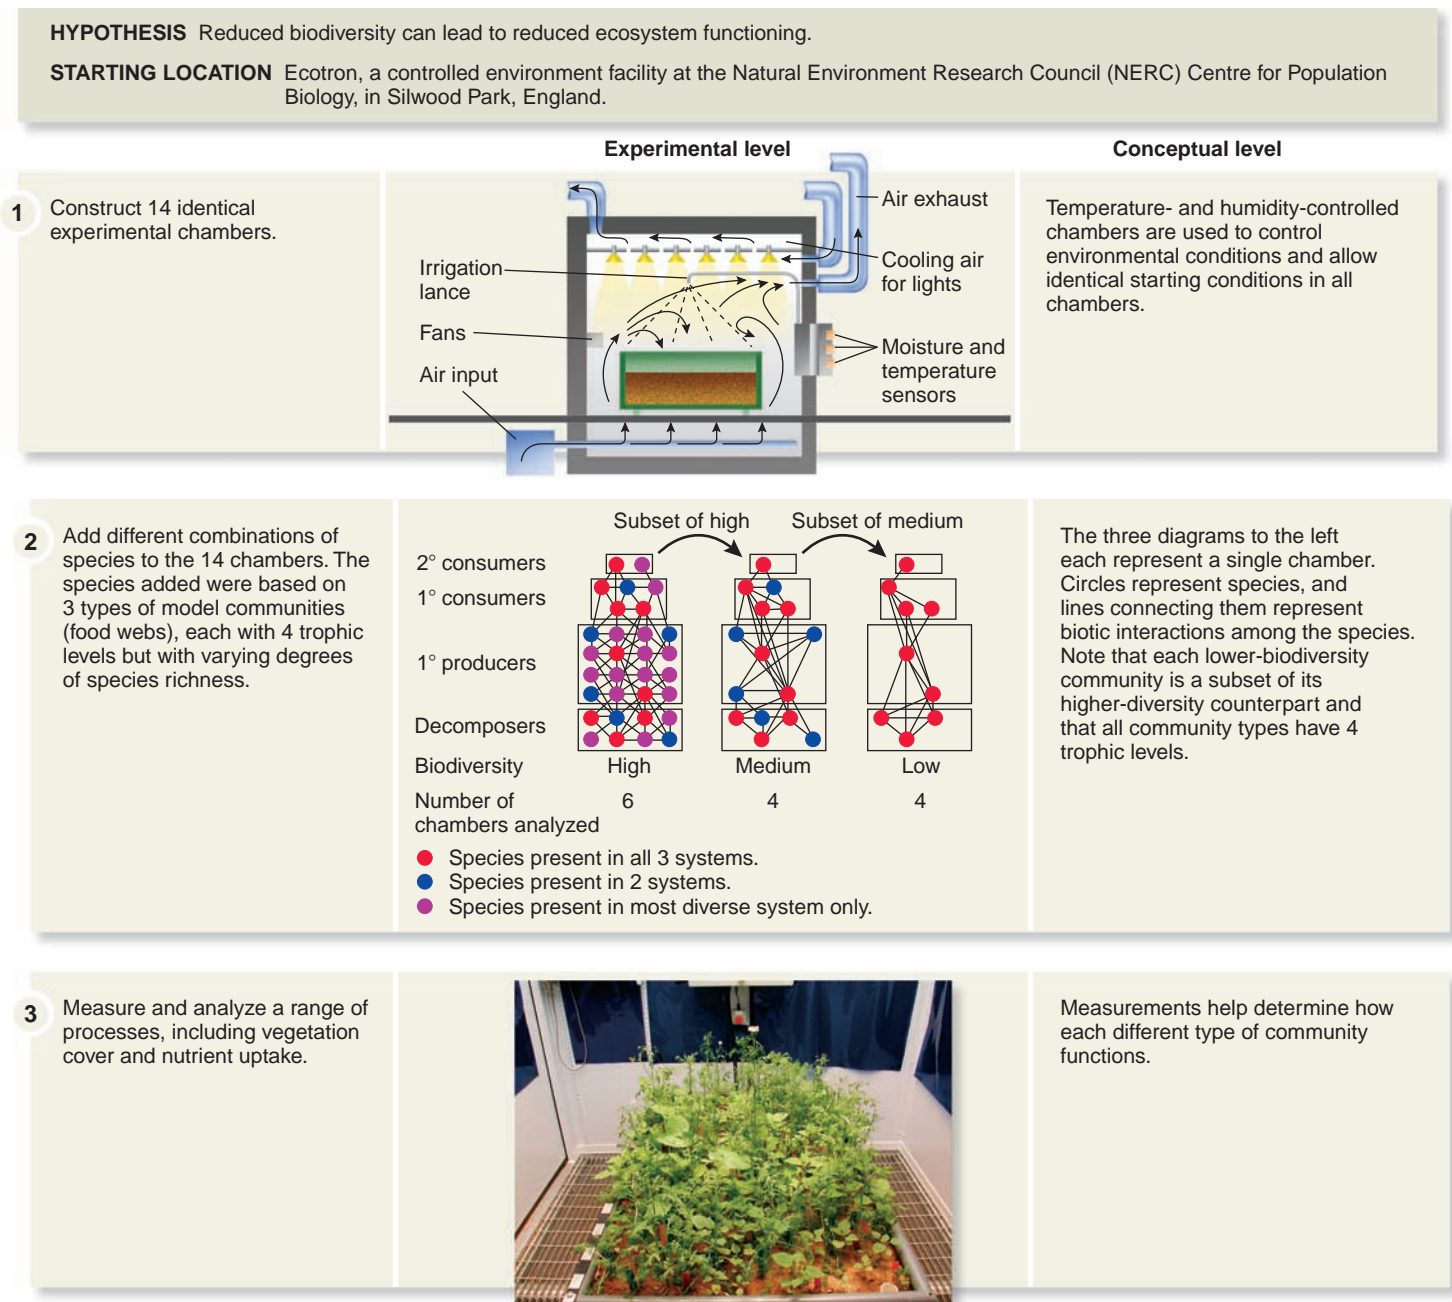 HYPOTHESIS Reduced biodiversity can lead to reduced ecosystem functioning.
STARTING LOCATION Ecotron, a controlled environment facility at the Natural Environment Research Council (NERC) Centre for Population
Biology, in Silwood Park, England.
Experimental level
Conceptual level
1
Construct 14 identical
experimental chambers.
Irrigation
lance
Fans
Air input
Air exhaust
Cooling air
for lights
Moisture and
temperature
sensors
Temperature- and humidity-controlled
chambers are used to control
environmental conditions and allow
identical starting conditions in all
chambers.
2
Add different combinations of
species to the 14 chambers. The
species added were based on
3 types of model communities
(food webs), each with 4 trophic
levels but with varying degrees
of species richness.
Subset of high
Subset of medium
2° consumers
1° consumers
1° producers
Decomposers
Biodiversity High Medium Low
Number of 6 4 4
chambers analyzed
Species present in all 3 systems.
Species present in 2 systems.
Species present in most diverse system only.
The three diagrams to the left
each represent a single chamber.
Circles represent species, and
lines connecting them represent
biotic interactions among the species.
Note that each lower-biodiversity
community is a subset of its
higher-diversity counterpart and
that all community types have 4
trophic levels.
3
Measure and analyze a range of
processes, including vegetation
cover and nutrient uptake.
Measurements help determine how
each different type of community
functions.